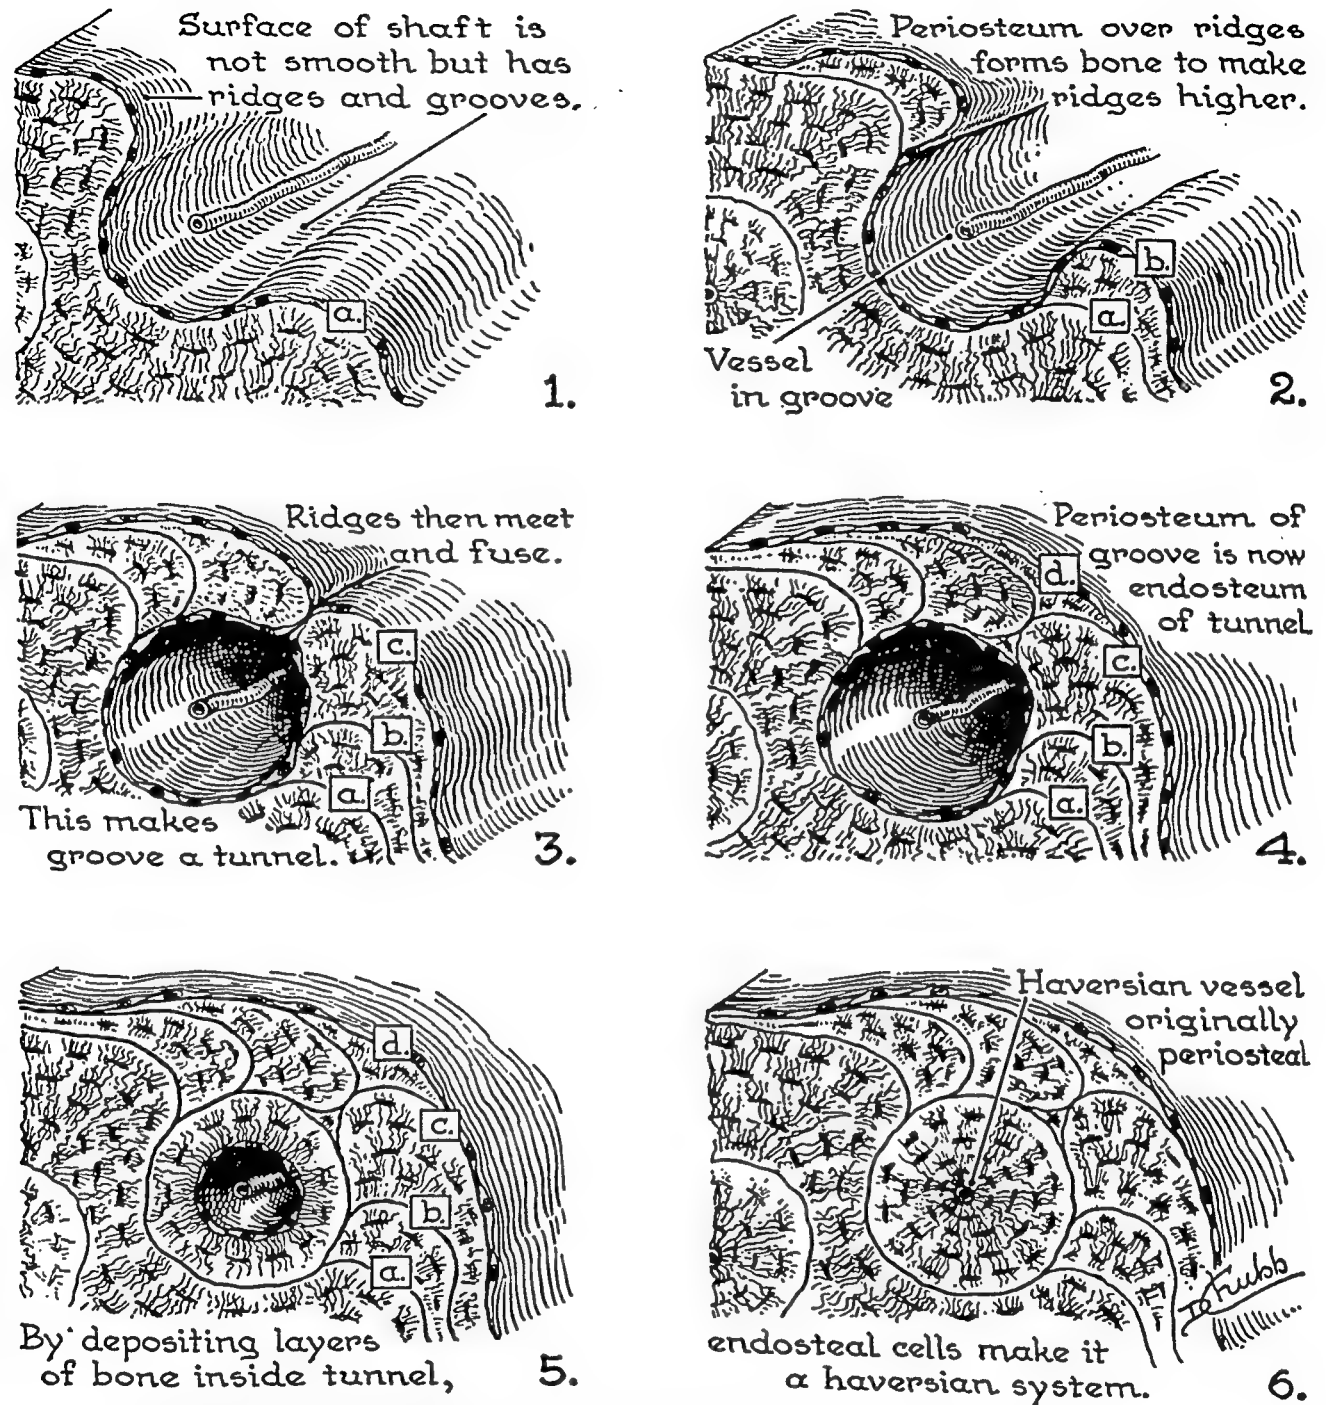 Surface of shaft is
not smooth but has
ridges and grooves.
a.
1.
Periosteum over ridges
forms bone to make
ridges higher.
b.
a.
Vessel
in groove
2.
Ridges then meet
and fuse.
c.
b.
a.
This makes
groove a tunnel.
3.
Periosteum of
groove is now
endosteum
of tunnel
d.
c.
b.
a.
4.
d.
c.
b.
a.
By depositing layers
of bone inside tunnel,
5.
Haversian vessel
originally
periosteal
endosteal cells make it
a haversian system.
6.